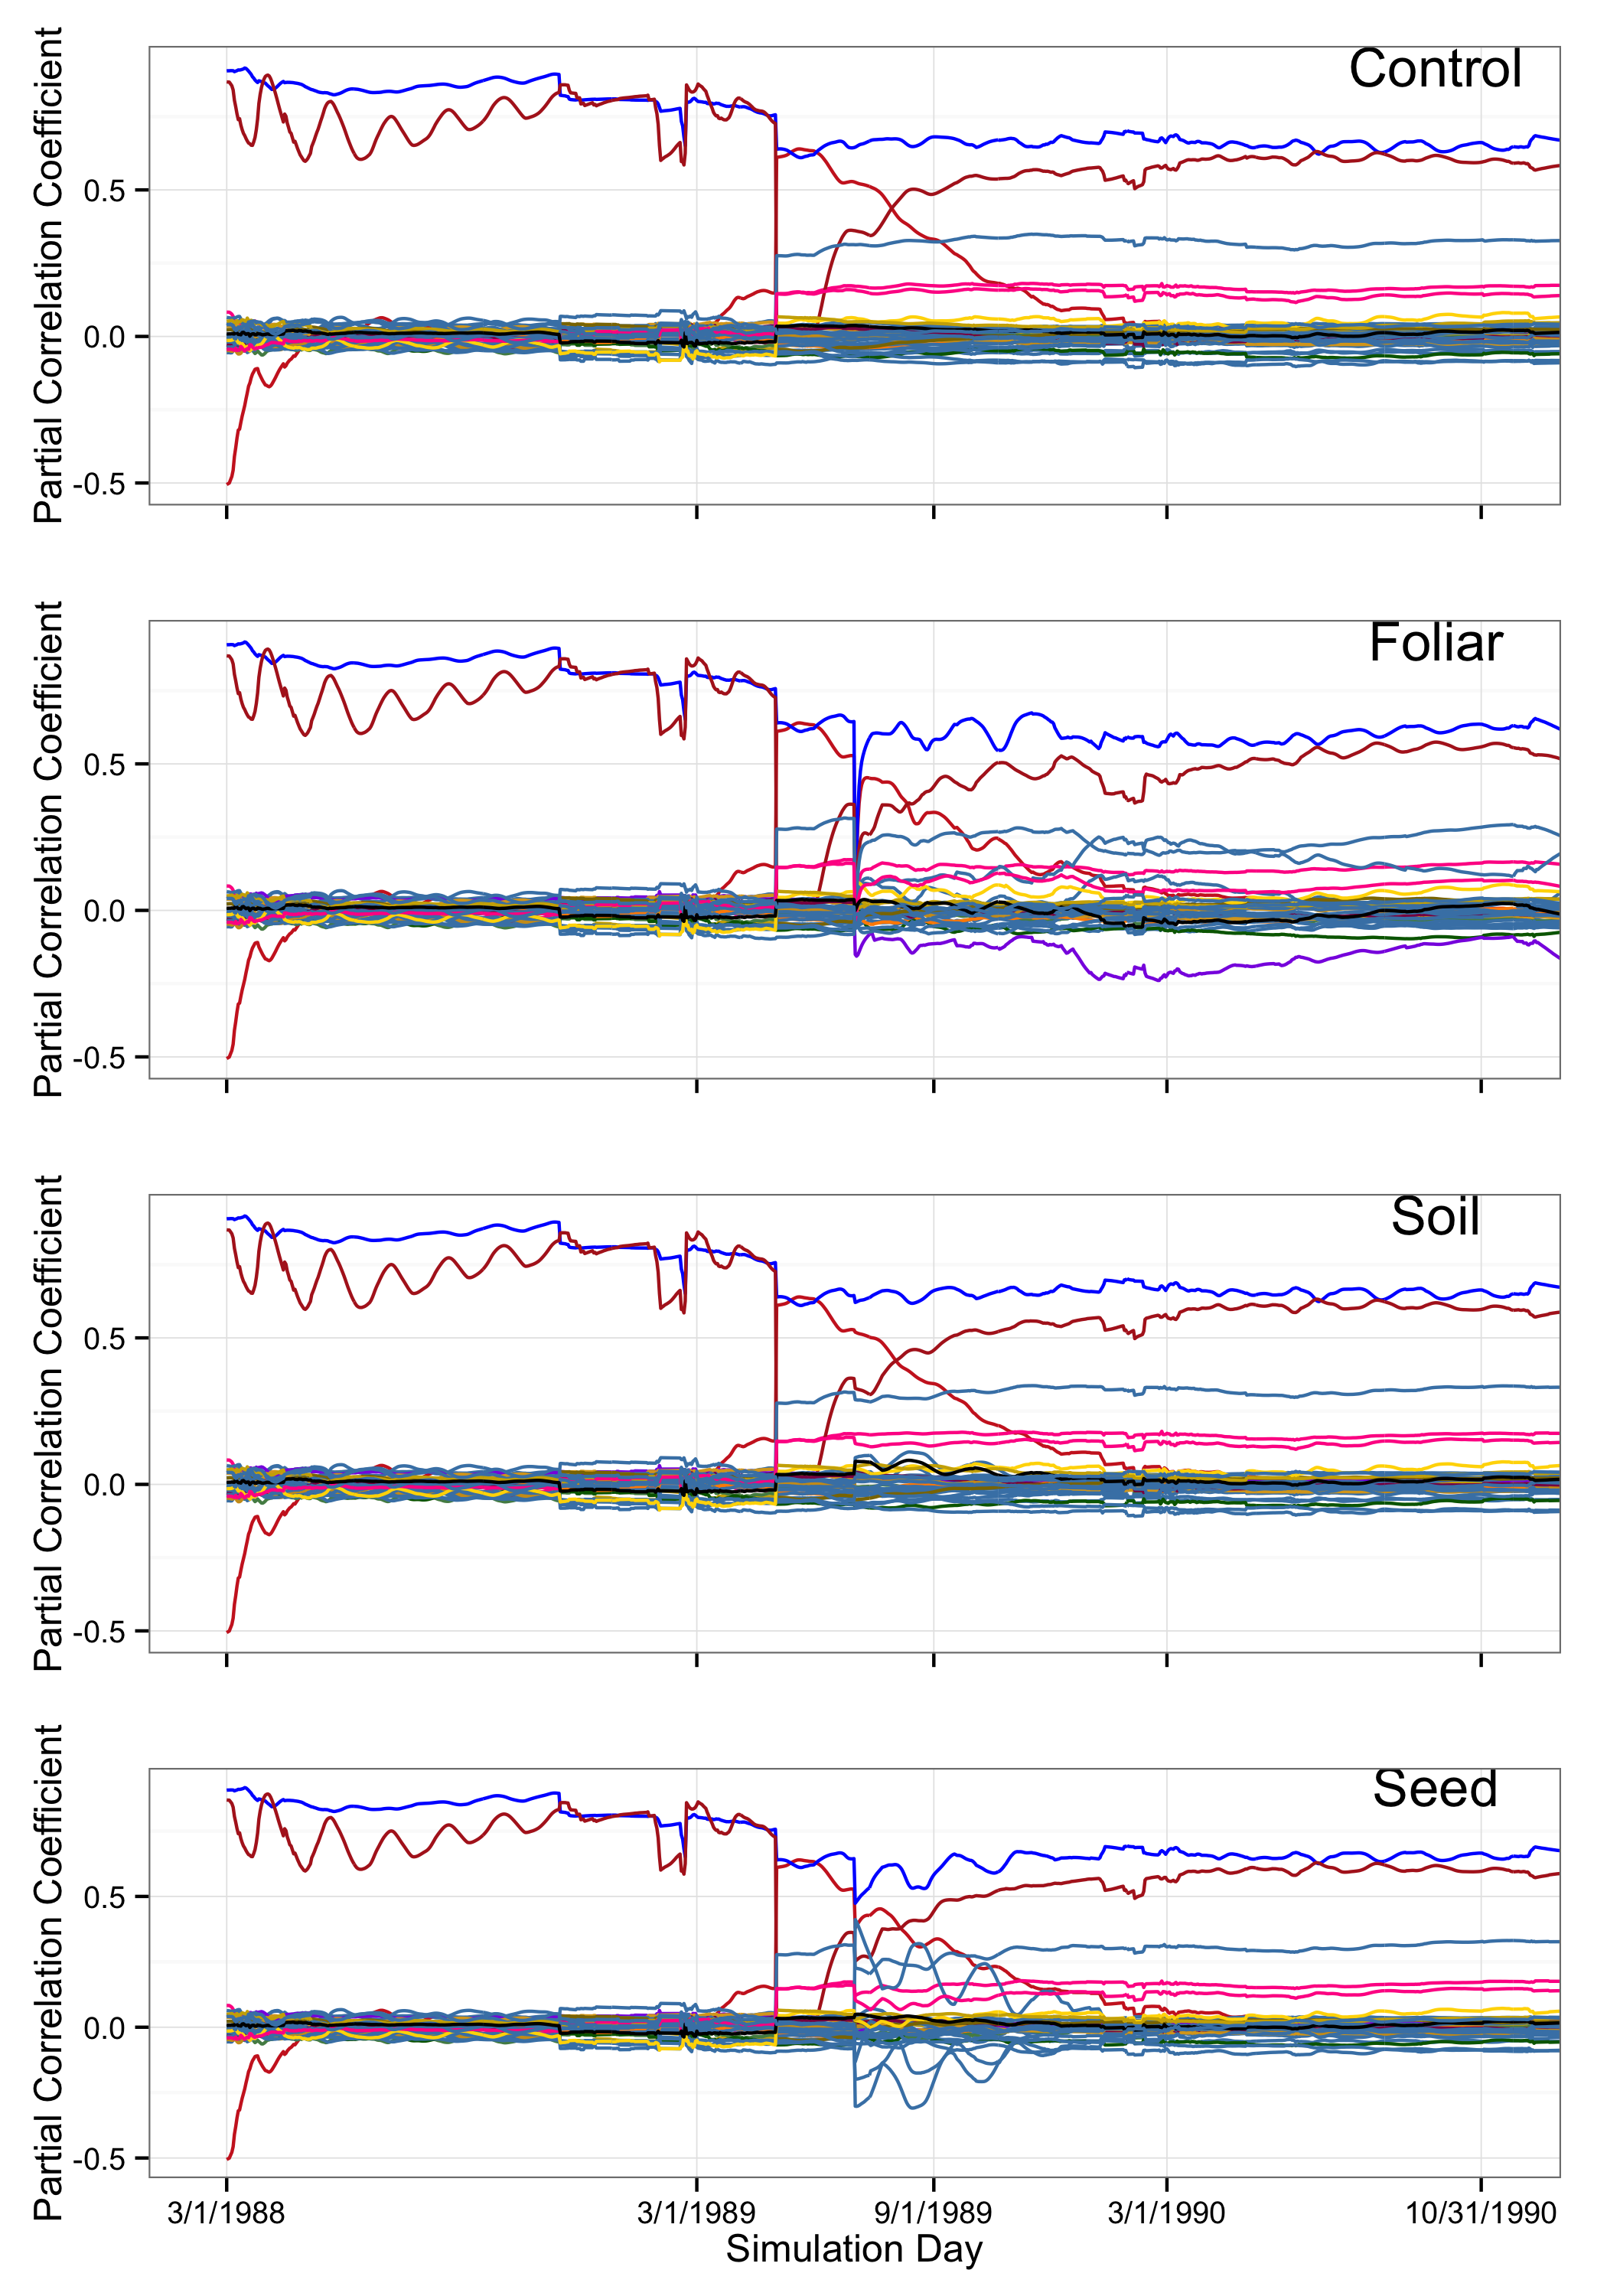 Control
Partial Correlation Coefficient
0.5
0.0
-0.5
Foliar
Partial Correlation Coefficient
0.5
0.0
-0.5
Soil
Partial Correlation Coefficient
0.5
0.0
-0.5
Seed
Partial Correlation Coefficient
0.5
0.0
-0.5
3/1/1988 3/1/1989 9/1/1989 3/1/1990 10/31/1990
Simulation Day